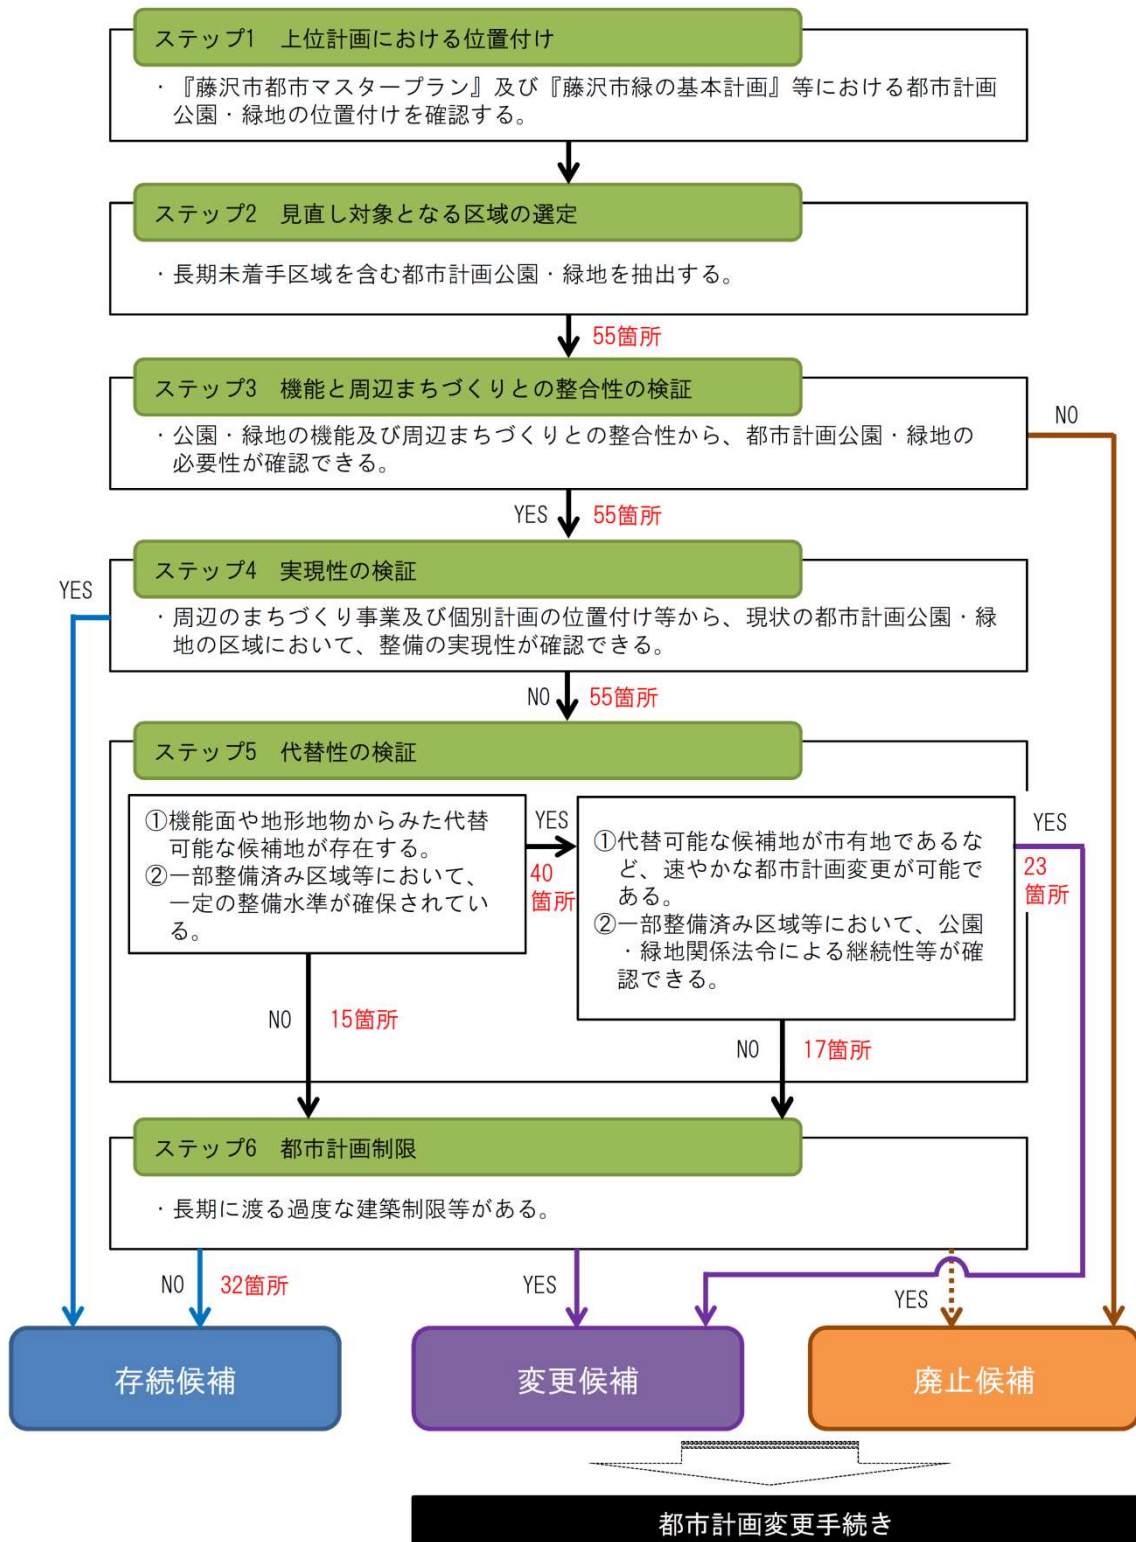 ステップ1　上位計画における位置付け
・『藤沢市都市マスタープラン』及び『藤沢市緑の基本計画』等における都市計画
公園・緑地の位置付けを確認する。
ステップ2　見直し対象となる区域の選定
・長期未着手区域を含む都市計画公園・緑地を抽出する。
55箇所
ステップ3　機能と周辺まちづくりとの整合性の検証
NO
・公園・緑地の機能及び周辺まちづくりとの整合性から、都市計画公園・緑地の
必要性が確認できる。
YES 55箇所
ステップ4　実現性の検証
YES
・周辺のまちづくり事業及び個別計画の位置付け等から、現状の都市計画公園・緑
地の区域において、整備の実現性が確認できる。
NO 55箇所
ステップ5　代替性の検証
①機能面や地形地物からみた代替
可能な候補地が存在する。
②一部整備済み区域等において、
一定の整備水準が確保されてい
る。
YES
40
箇所
①代替可能な候補地が市有地であるな
ど、速やかな都市計画変更が可能で
ある。
②一部整備済み区域等において、公園
・緑地関係法令による継続性等が確
認できる。
YES
23
箇所
NO 15箇所
NO 17箇所
ステップ6　都市計画制限
・長期に渡る過度な建築制限等がある。
NO 32箇所
YES
YES
存続候補
変更候補
廃止候補
都市計画変更手続き